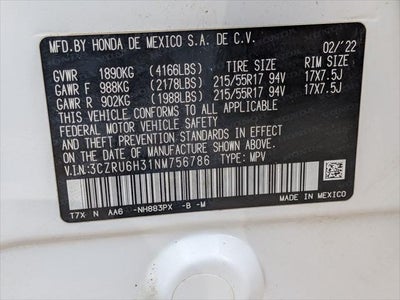 MFD.BY HONDA DE MEXICO S.A. DE C.V. 02/'22
GVWR 1890KG (4166LBS) TIRE SIZE RIM SIZE
GAWR F 988KG (2178LBS) 215/55R17 94V 17X7.5J
GAWR R 902KG (1988LBS) 215/55R17 94V 17X7.5J
THIS VEHICLE CONFORMS TO ALL APPLICABLE
FEDERAL MOTOR VEHICLE SAFETY AND
THEFT PREVENTION STANDARDS IN EFFECT ON
THE DATE OF MANUFACTURE SHOWN ABOVE.
V.I.N:3CZRU6H31NM756786 TYPE: MPV
T7X N AA6 -NH883PX -B -M MADE IN MEXICO